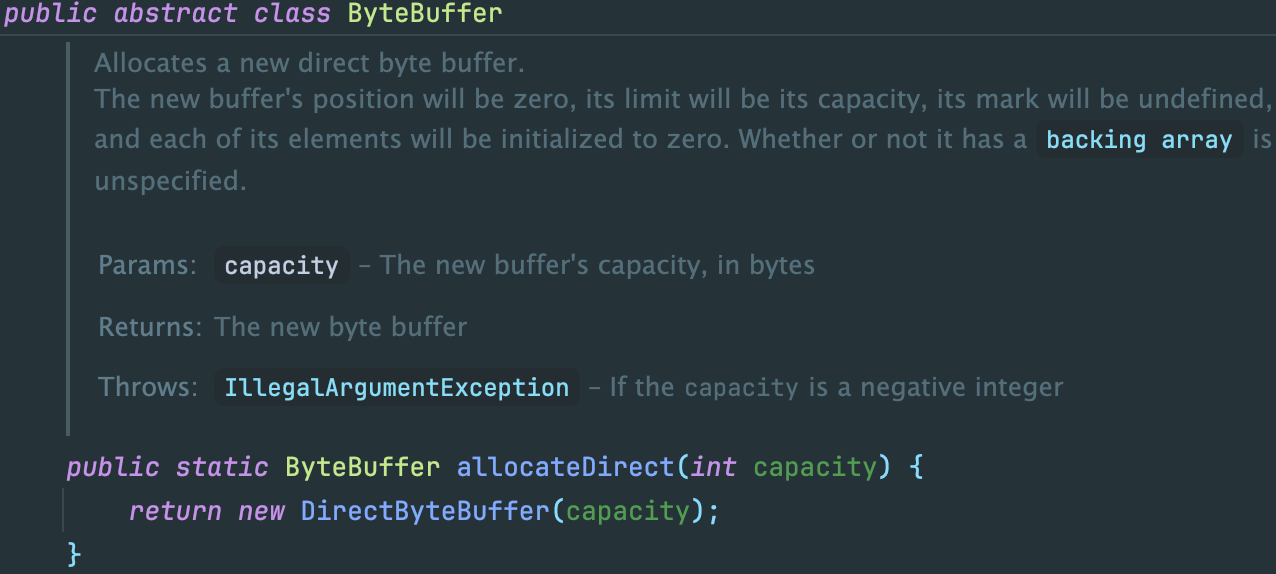 public abstract class ByteBuffer
Allocates a new direct byte buffer.
The new buffer's position will be zero, its limit will be its capacity, its mark will be undefined,
and each of its elements will be initialized to zero. Whether or not it has a backing array is
unspecified.
Params: capacity – The new buffer's capacity, in bytes
Returns: The new byte buffer
Throws: IllegalArgumentException – If the capacity is a negative integer
public static ByteBuffer allocateDirect(int capacity) {
return new DirectByteBuffer(capacity);
}